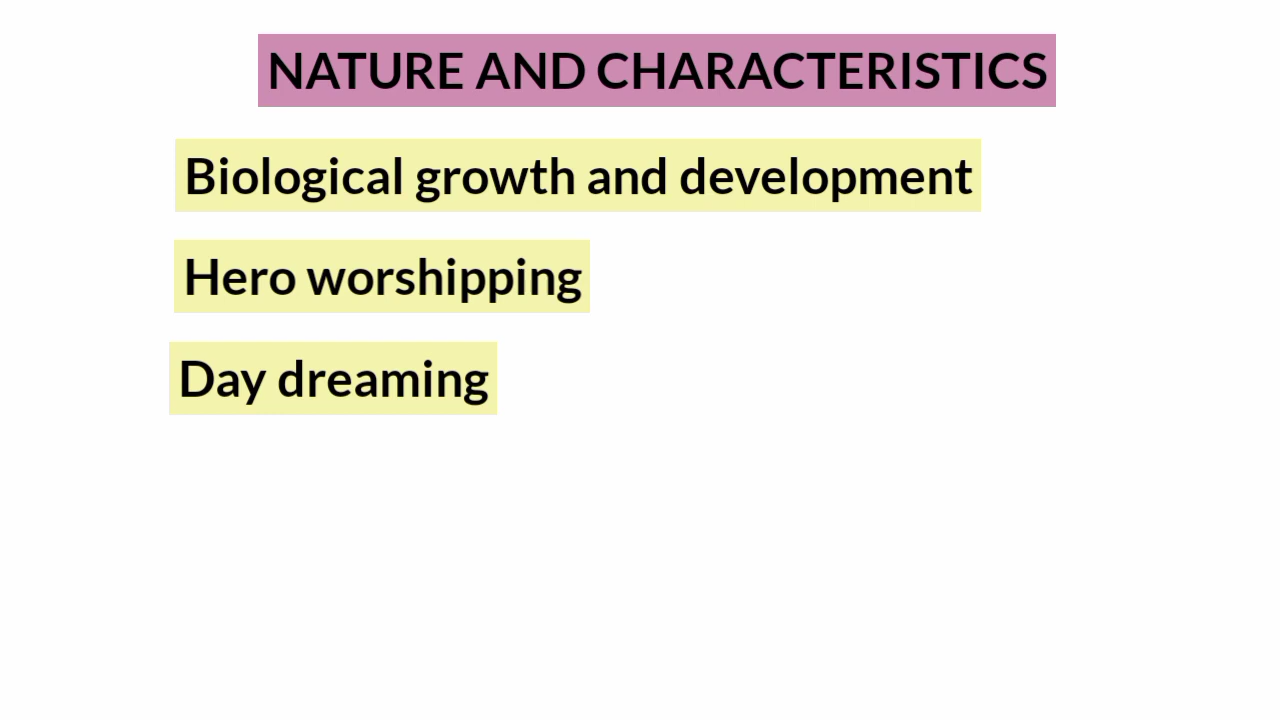 NATURE AND CHARACTERISTICS
Biological growth and development
Hero worshipping
Day dreaming